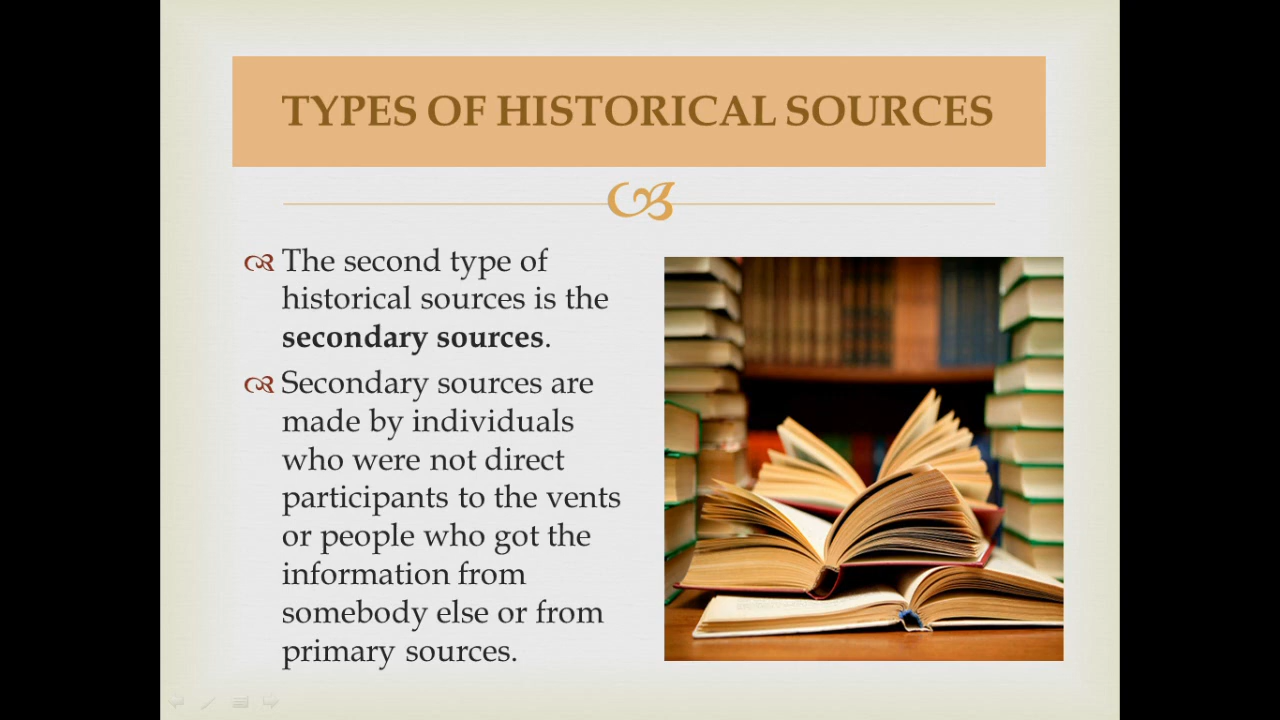 TYPES OF HISTORICAL SOURCES
The second type of
historical sources is the
secondary sources.
Secondary sources are
made by individuals
who were not direct
participants to the vents
or people who got the
information from
somebody else or from
primary sources.